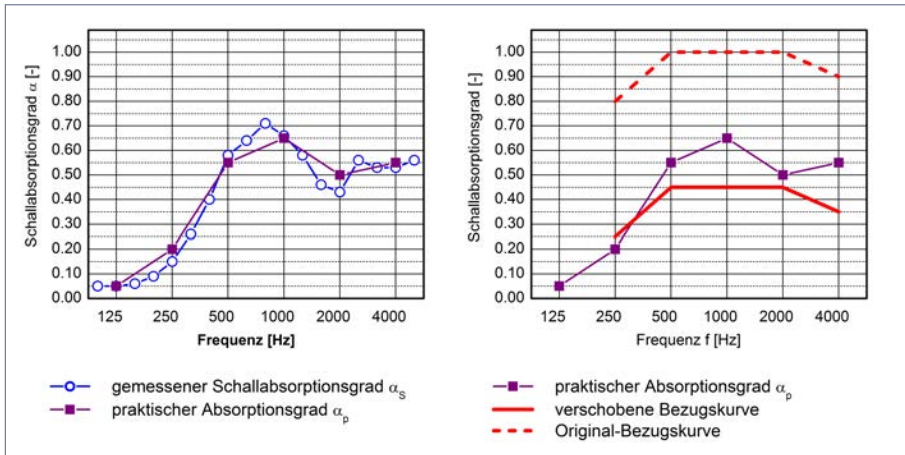 Schallabsorptionsgrad α [-]
1.00
0.90
0.80
0.70
0.60
0.50
0.40
0.30
0.20
0.10
0.00
125 250 500 1000 2000 4000
Frequenz [Hz]
gemessener Schallabsorptionsgrad αS
praktischer Absorptionsgrad αp
Schallabsorptionsgrad [-]
1.00
0.90
0.80
0.70
0.60
0.50
0.40
0.30
0.20
0.10
0.00
125 250 500 1000 2000 4000
Frequenz f [Hz]
praktischer Absorptionsgrad αp
verschobene Bezugskurve
Original-Bezugskurve